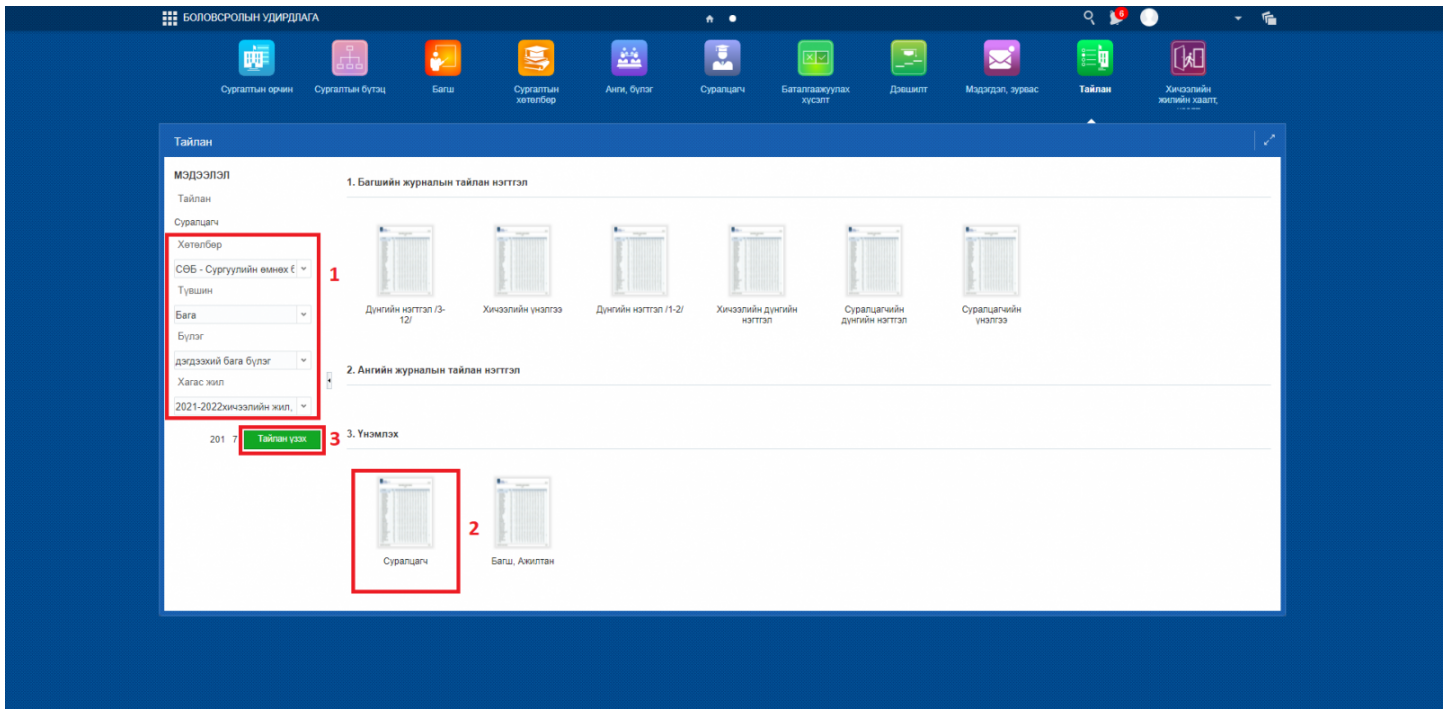 БОЛОВСРОЛЫН УДИРДЛАГА
6
Сургалтын орчин
Сургалтын бүтэц
Багш
Сургалтын
хөтөлбөр
Анги, бүлэг
Суралцагч
Баталгаажуулах
хүсэлт
Дэвшилт
Мэдэгдэл, зурвас
Тайлан
Хичээлийн
жилийн хаалт,
Тайлан
МЭДЭЭЛЭЛ
Тайлан
Суралцагч
Хөтөлбөр
СӨБ - Сургуулийн өмнөх б
Түвшин
Бага
Бүлэг
дэгдээхий бага бүлэг
Хагас жил
2021-2022хичээлийн жил,
201 7
Тайлан үзэх
1
3
1. Багшийн журналын тайлан нэгтгэл
Дүнгийн нэгтгэл /3-
12/
Хичээлийн үнэлгээ
Дүнгийн нэгтгэл /1-2/
Хичээлийн дүнгийн
нэгтгэл
Суралцагчийн
дүнгийн нэгтгэл
Суралцагчийн
үнэлгээ
2. Ангийн журналын тайлан нэгтгэл
3. Үнэмлэх
Суралцагч
2
Багш, Ажилтан